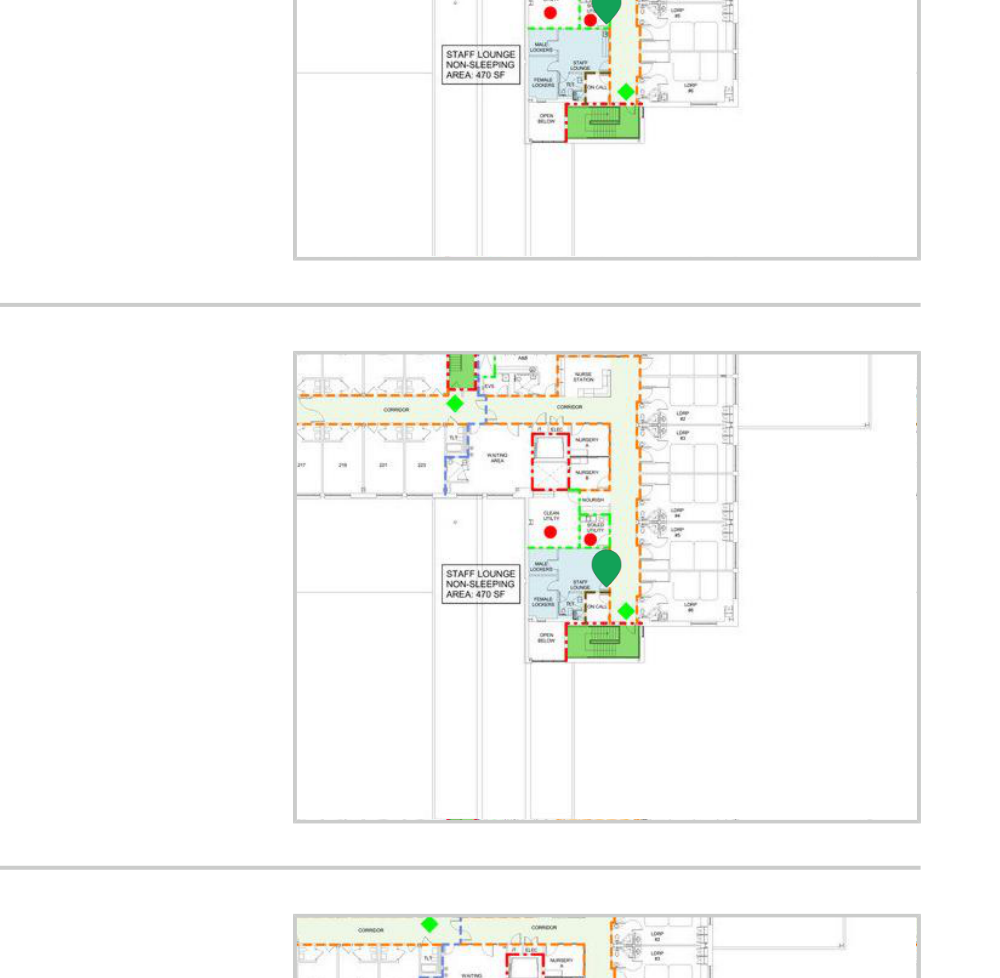 LDRP
#5
MALE
LOCKERS
STAFF LOUNGE
NON-SLEEPING
AREA: 470 SF
STAFF
LOUNGE
FEMALE
LOCKERS
TLT
ON CALL
LDRP
#6
OPEN
BELOW
A&B
NURSE
STATION
EVS
CORRIDOR
CORRIDOR
LDRP
#2
IT
ELEC
LDRP
#3
TLT
NURSERY
A
WAITING
AREA
217
219
221
223
NURSERY
B
NOURISH
CLEAN
UTILITY
LDRP
#4
SOILED
UTILITY
LDRP
#5
MALE
LOCKERS
STAFF LOUNGE
NON-SLEEPING
AREA: 470 SF
STAFF
LOUNGE
FEMALE
LOCKERS
TLT
ON CALL
LDRP
#6
OPEN
BELOW
CORRIDOR
CORRIDOR
LDRP
#2
IT
ELEC
LDRP
#3
TLT
NURSERY
A
WAITING